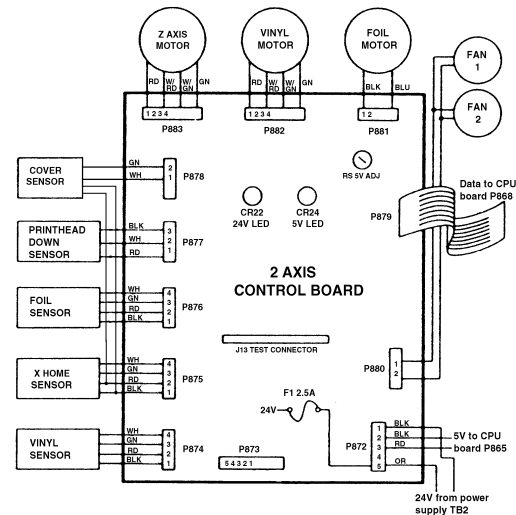 Z AXIS
MOTOR
VINYL
MOTOR
FOIL
MOTOR
FAN
1
FAN
2
RD W/RD W/GN GN
RD W/RD W/GN GN
BLK BLU
1 2 3 4
P883
1 2 3 4
P882
1 2
P881
COVER
SENSOR
GN
WH
2
1
P878
RS 5V ADJ
CR22
24V LED
CR24
5V LED
P879
Data to CPU
board P868
PRINTHEAD
DOWN
SENSOR
BLK
WH
RD
3
2
1
P877
2 AXIS
CONTROL BOARD
FOIL
SENSOR
WH
GN
RD
BLK
4
3
2
1
P876
J13 TEST CONNECTOR
P880
1
2
X HOME
SENSOR
WH
GN
RD
BLK
4
3
2
1
P875
F1 2.5A
24V
VINYL
SENSOR
WH
GN
RD
BLK
4
3
2
1
P874
P873
5 4 3 2 1
P872
1
2
3
4
5
BLK
BLK
RD
OR
5V to CPU
board P865
24V from power
supply TB2